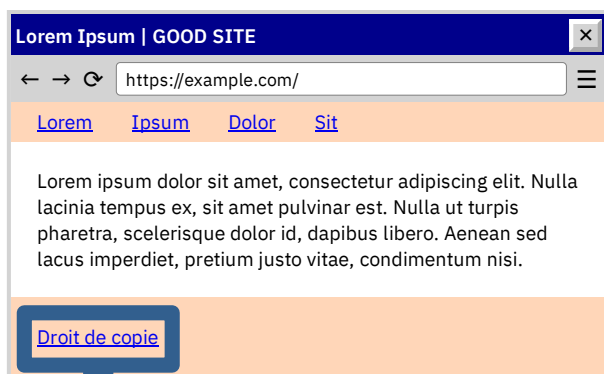 Lorem Ipsu | GOOD SITE
https://example.com/
Lorem Ipsum Dolor Sit
Lorem ipsum dolor sit amet, consectetur adipiscing elit. Nulla
lacinia tempus ex, sit amet pulvinar est. Nulla ut turpis
pharetra, scelerisque dolor id, dapibus libero. Aenean sed
lacus imperdiet, pretium justo vitae, condimentum nisi.
Droit de copie